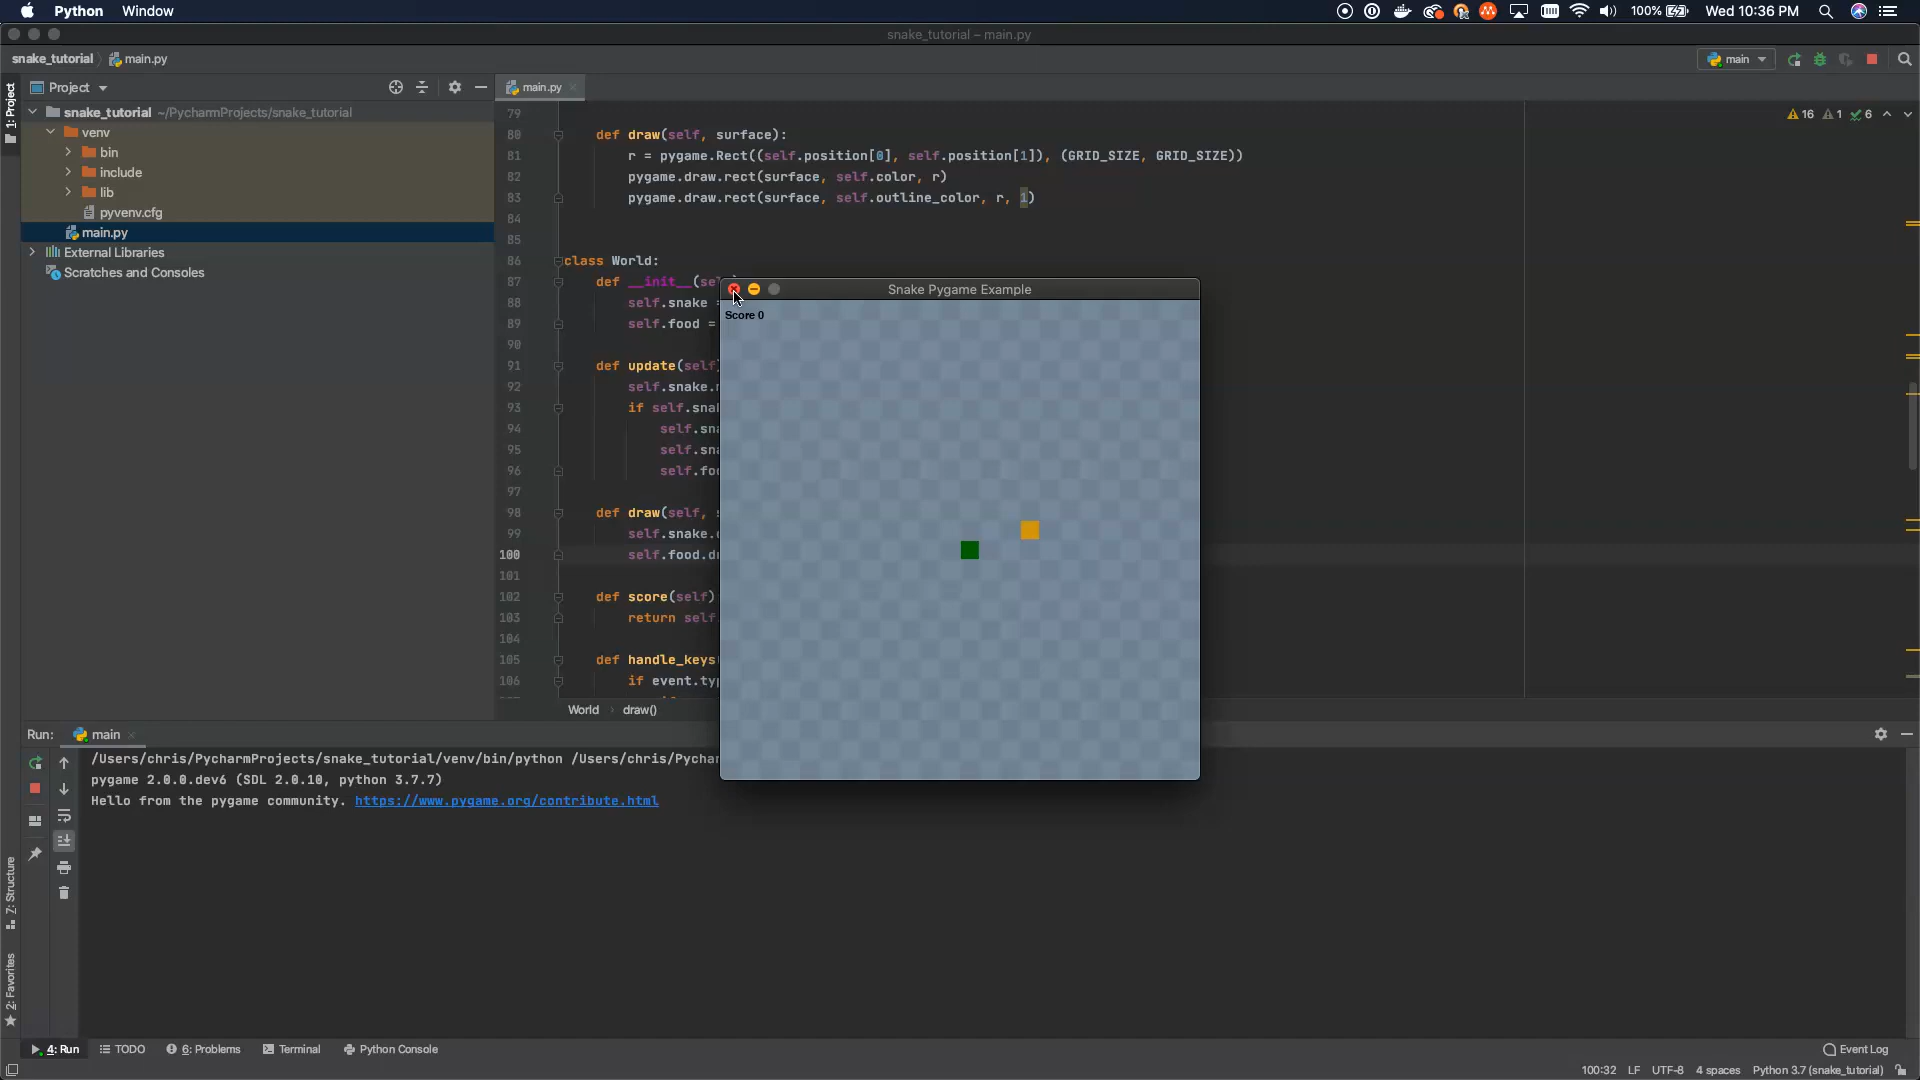 Python Window 100% Wed 10:36 PM
snake_tutorial – main.py
snake_tutorial main.py main
1: Project
Project
main.py
snake_tutorial ~/PycharmProjects/snake_tutorial
venv
bin
include
lib
pyvenv.cfg
main.py
External Libraries
Scratches and Consoles
16 1 6
79
80 def draw(self, surface):
81 r = pygame.Rect((self.position[0], self.position[1]), (GRID_SIZE, GRID_SIZE))
82 pygame.draw.rect(surface, self.color, r)
83 pygame.draw.rect(surface, self.outline_color, r, 1)
84
85
86 class World:
87 def __init__(self
88 self.snake =
89 self.food =
90
91 def update(self
92 self.snake.
93 if self.sna
94 self.sn
95 self.sn
96 self.fo
97
98 def draw(self,
99 self.snake.
100 self.food.d
101
102 def score(self)
103 return self.
104
105 def handle_keys
106 if event.ty
World draw()
Snake Pygame Example
Score 0
Run: main
/Users/chris/PycharmProjects/snake_tutorial/venv/bin/python /Users/chris/Pychar
pygame 2.0.0.dev6 (SDL 2.0.10, python 3.7.7)
Hello from the pygame community. https://www.pygame.org/contribute.html
7: Structure
2: Favorites
4: Run TODO 6: Problems Terminal Python Console Event Log
100:32 LF UTF-8 4 spaces Python 3.7 (snake_tutorial)